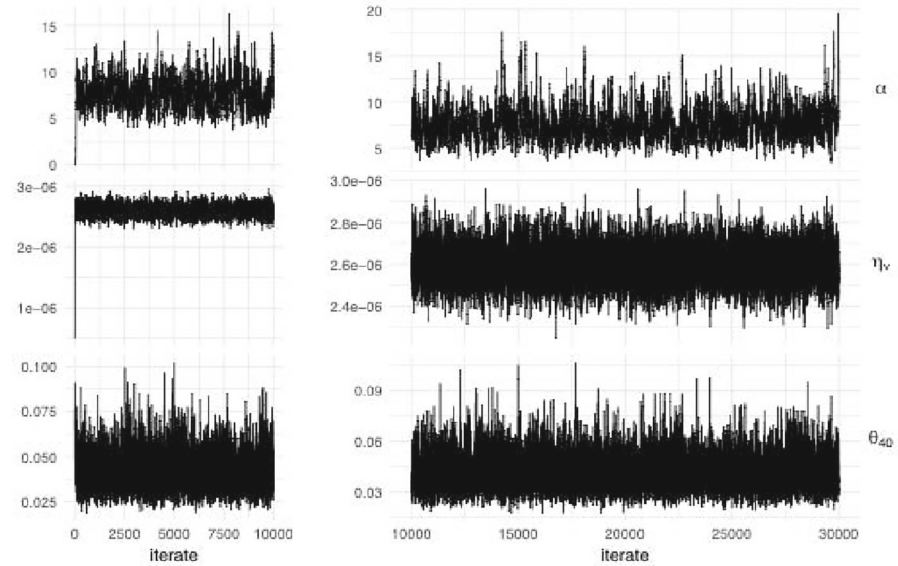 15
10
5
0
20
15
10
5
α
3e−06
2e−06
1e−06
3.0e−06
2.8e−06
2.6e−06
2.4e−06
ηᵥ
0.100
0.075
0.050
0.025
0.09
0.06
0.03
θ₄₀
0 2500 5000 7500 10000
10000 15000 20000 25000 30000
iterate
iterate